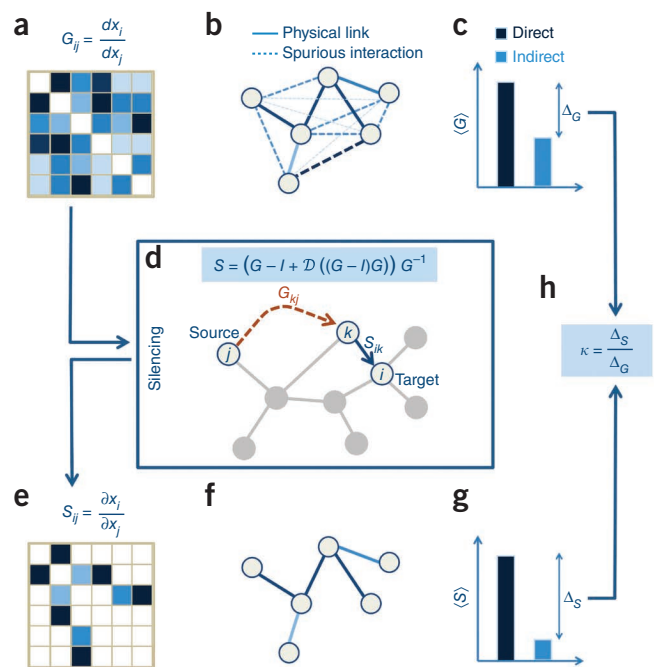 a
G_ij = dx_i / dx_j
b
Physical link
Spurious interaction
c
Direct
Indirect
⟨G⟩
Δ_G
d
S = (G – I + 𝒟 ((G – I)G)) G^–1
Silencing
G_kj
Source
j
k
S_ik
i
Target
h
κ = Δ_S / Δ_G
e
S_ij = ∂x_i / ∂x_j
f
g
⟨S⟩
Δ_S